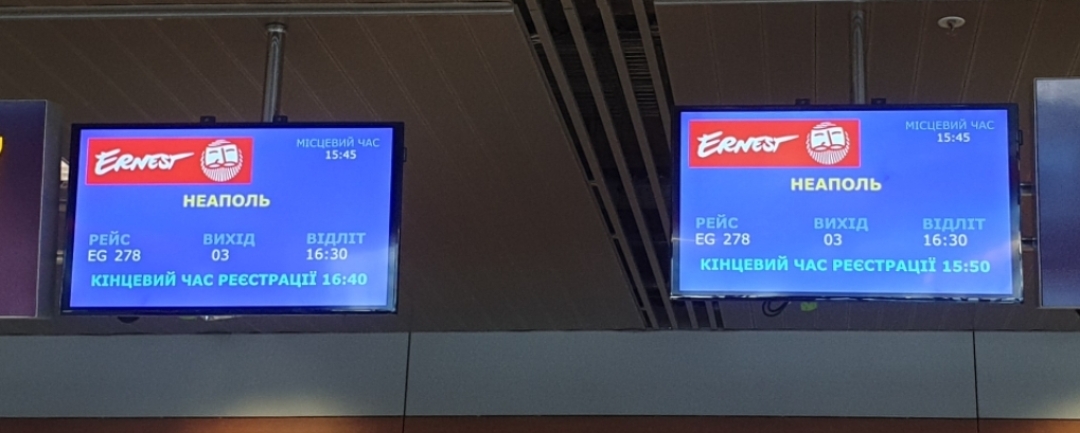 ERNEST
МІСЦЕВИЙ ЧАС
15:45
НЕАПОЛЬ
РЕЙС ВИХІД ВІДЛІТ
EG 278 03 16:30
КІНЦЕВИЙ ЧАС РЕЄСТРАЦІЇ 16:40
ERNEST
МІСЦЕВИЙ ЧАС
15:45
НЕАПОЛЬ
РЕЙС ВИХІД ВІДЛІТ
EG 278 03 16:30
КІНЦЕВИЙ ЧАС РЕЄСТРАЦІЇ 15:50